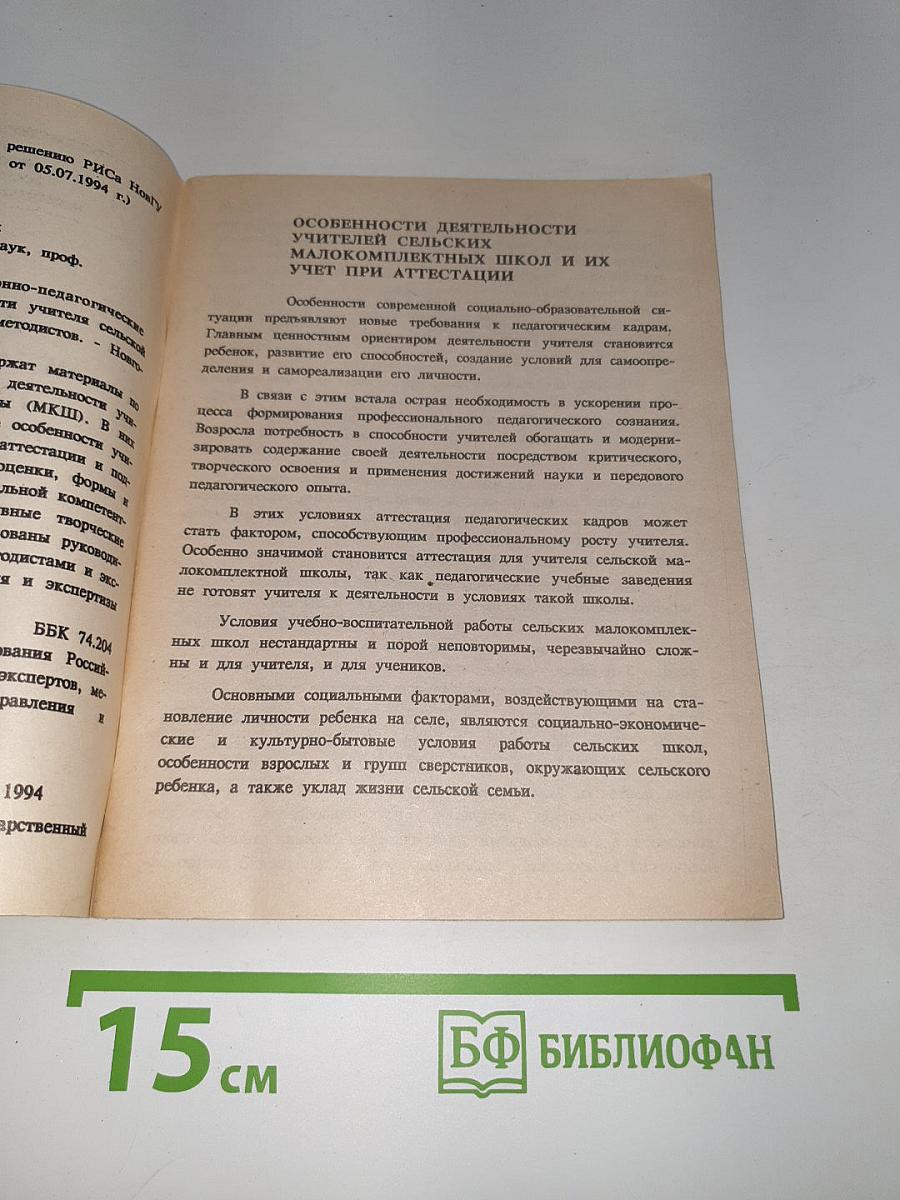 решению РИСа НовГУ
от 05.07.1994 г.)
аук, проф.
онно-педагогические
ти учителя сельской
методистов. – Новго-
ржат материалы по
деятельности учи-
ы (МКШ). В них
особенности учи-
аттестации и под-
оценки, формы и
льной компетент-
вные творческие
ованы руководи-
тодистами и экс-
ия и экспертизы
ББК 74.204
ования Россий-
экспертов, ме-
равления и
1994
арственный
ОСОБЕННОСТИ ДЕЯТЕЛЬНОСТИ
УЧИТЕЛЕЙ СЕЛЬСКИХ
МАЛОКОМПЛЕКТНЫХ ШКОЛ И ИХ
УЧЕТ ПРИ АТТЕСТАЦИИ
Особенности современной социально-образовательной си-
туации предъявляют новые требования к педагогическим кадрам.
Главным ценностным ориентиром деятельности учителя становится
ребенок, развитие его способностей, создание условий для самоопре-
деления и самореализации его личности.
В связи с этим встала острая необходимость в ускорении про-
цесса формирования профессионального педагогического сознания.
Возросла потребность в способности учителей обогащать и модерни-
зировать содержание своей деятельности посредством критического,
творческого освоения и применения достижений науки и передового
педагогического опыта.
В этих условиях аттестация педагогических кадров может
стать фактором, способствующим профессиональному росту учителя.
Особенно значимой становится аттестация для учителя сельской ма-
локомплектной школы, так как педагогические учебные заведения
не готовят учителя к деятельности в условиях такой школы.
Условия учебно-воспитательной работы сельских малокомплек-
ных школ нестандартны и порой неповторимы, черезвычайно слож-
ны и для учителя, и для учеников.
Основными социальными факторами, воздействующими на ста-
новление личности ребенка на селе, являются социально-экономиче-
ские и культурно-бытовые условия работы сельских школ,
особенности взрослых и групп сверстников, окружающих сельского
ребенка, а также уклад жизни сельской семьи.
15 см
БФ БИБЛИОФАН